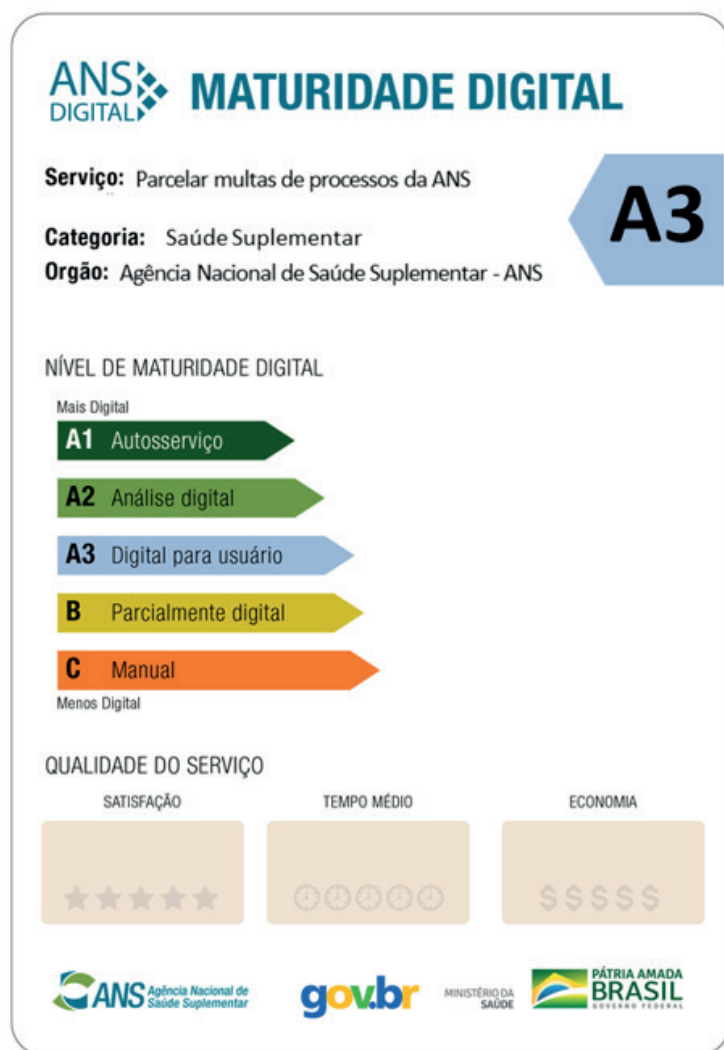 ANS
DIGITAL
MATURIDADE DIGITAL
Serviço: Parcelar multas de processos da ANS
A3
Categoria: Saúde Suplementar
Orgão: Agência Nacional de Saúde Suplementar - ANS
NÍVEL DE MATURIDADE DIGITAL
Mais Digital
A1 Autosserviço
A2 Análise digital
A3 Digital para usuário
B Parcialmente digital
C Manual
Menos Digital
QUALIDADE DO SERVIÇO
SATISFAÇÃO TEMPO MÉDIO ECONOMIA
$$$$$
ANS Agência Nacional de
Saúde Suplementar
gov.br
MINISTÉRIO DA
SAÚDE
PÁTRIA AMADA
BRASIL
GOVERNO FEDERAL